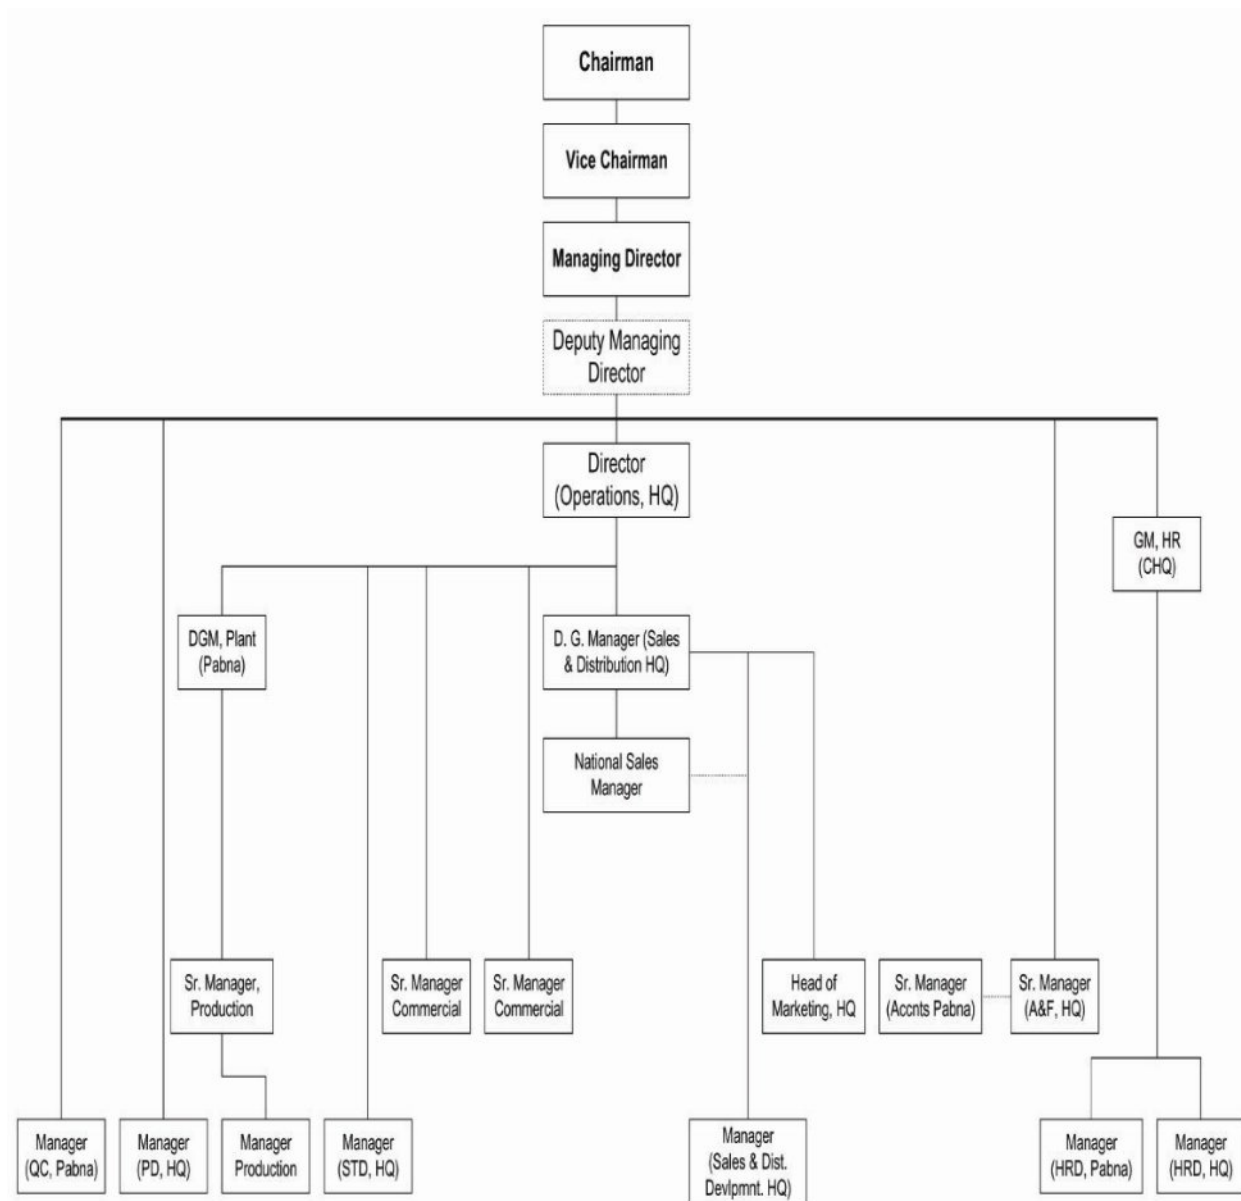 Chairman
Vice Chairman
Managing Director
Deputy Managing
Director
Director
(Operations, HQ)
GM, HR
(CHQ)
DGM, Plant
(Pabna)
D. G. Manager (Sales
& Distribution HQ)
National Sales
Manager
Sr. Manager,
Production
Sr. Manager
Commercial
Sr. Manager
Commercial
Head of
Marketing, HQ
Sr. Manager
(Accnts Pabna)
Sr. Manager
(A&F, HQ)
Manager
(QC, Pabna)
Manager
(PD, HQ)
Manager
Production
Manager
(STD, HQ)
Manager
(Sales & Dist.
Devlpmnt. HQ)
Manager
(HRD, Pabna)
Manager
(HRD, HQ)